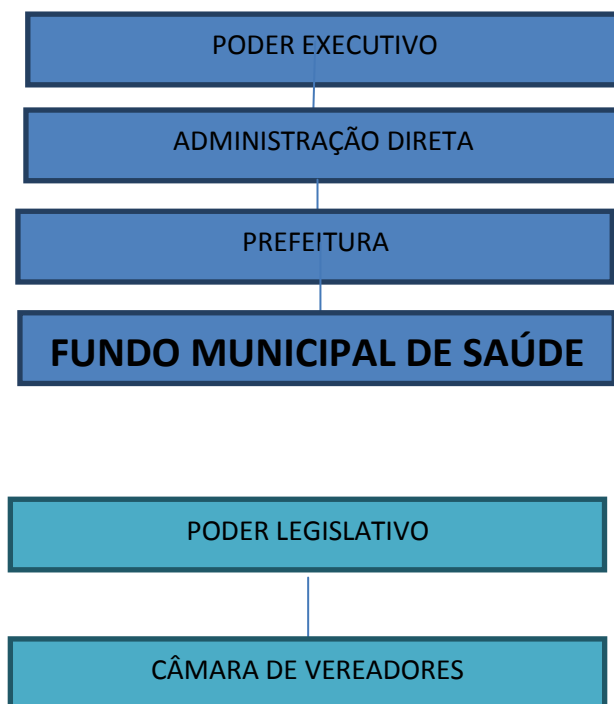 PODER EXECUTIVO
ADMINISTRAÇÃO DIRETA
PREFEITURA
FUNDO MUNICIPAL DE SAÚDE
PODER LEGISLATIVO
CÂMARA DE VEREADORES